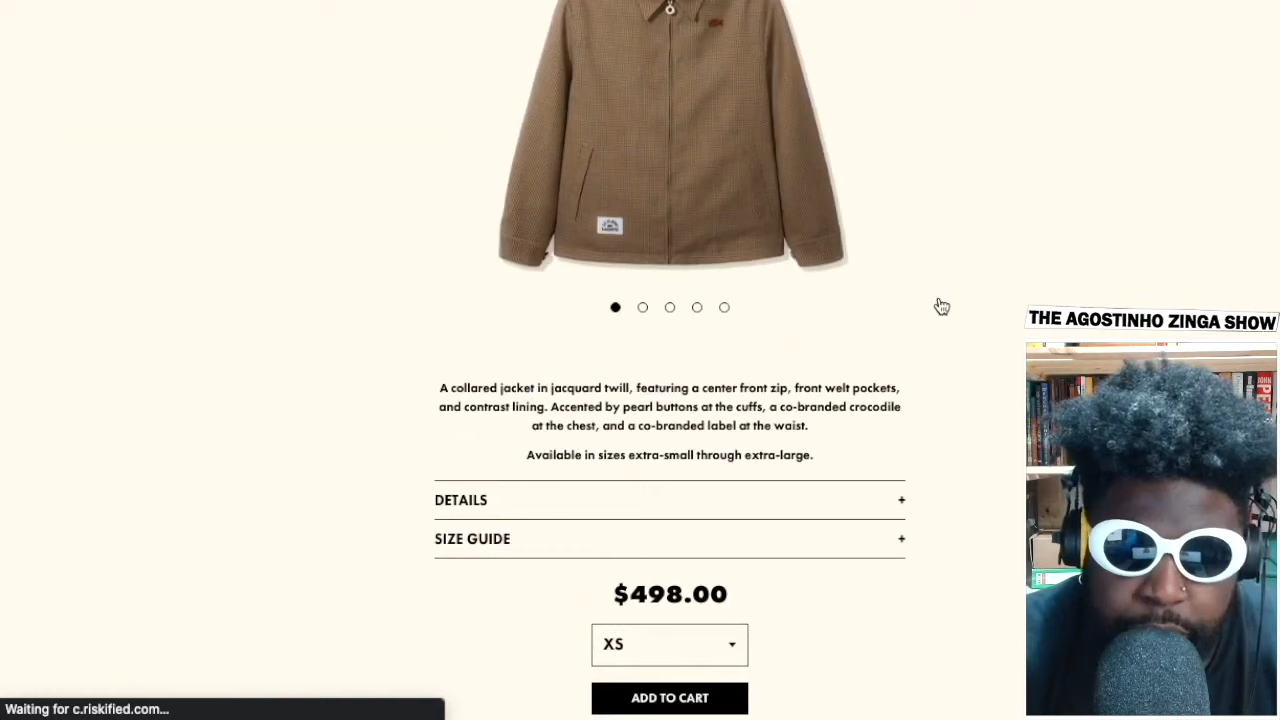 THE AGOSTINHO ZINGA SHOW
A collared jacket in jacquard twill, featuring a center front zip, front welt pockets,
and contrast lining. Accented by pearl buttons at the cuffs, a co-branded crocodile
at the chest, and a co-branded label at the waist.
Available in sizes extra-small through extra-large.
DETAILS +
SIZE GUIDE +
$498.00
XS
ADD TO CART
Waiting for c.riskified.com...